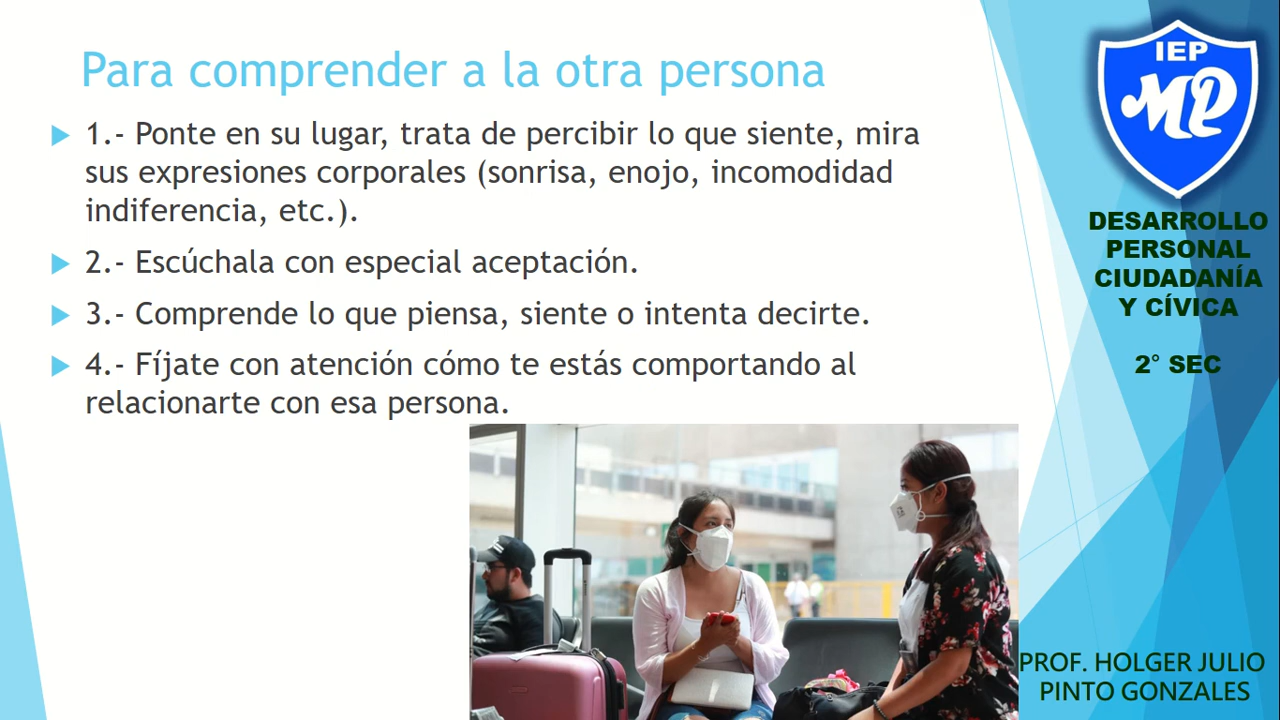 Para comprender a la otra persona
1.- Ponte en su lugar, trata de percibir lo que siente, mira
sus expresiones corporales (sonrisa, enojo, incomodidad
indiferencia, etc.).
2.- Escúchala con especial aceptación.
3.- Comprende lo que piensa, siente o intenta decirte.
4.- Fíjate con atención cómo te estás comportando al
relacionarte con esa persona.
IEP
MP
DESARROLLO
PERSONAL
CIUDADANÍA
Y CÍVICA
2° SEC
PROF. HOLGER JULIO
PINTO GONZALES